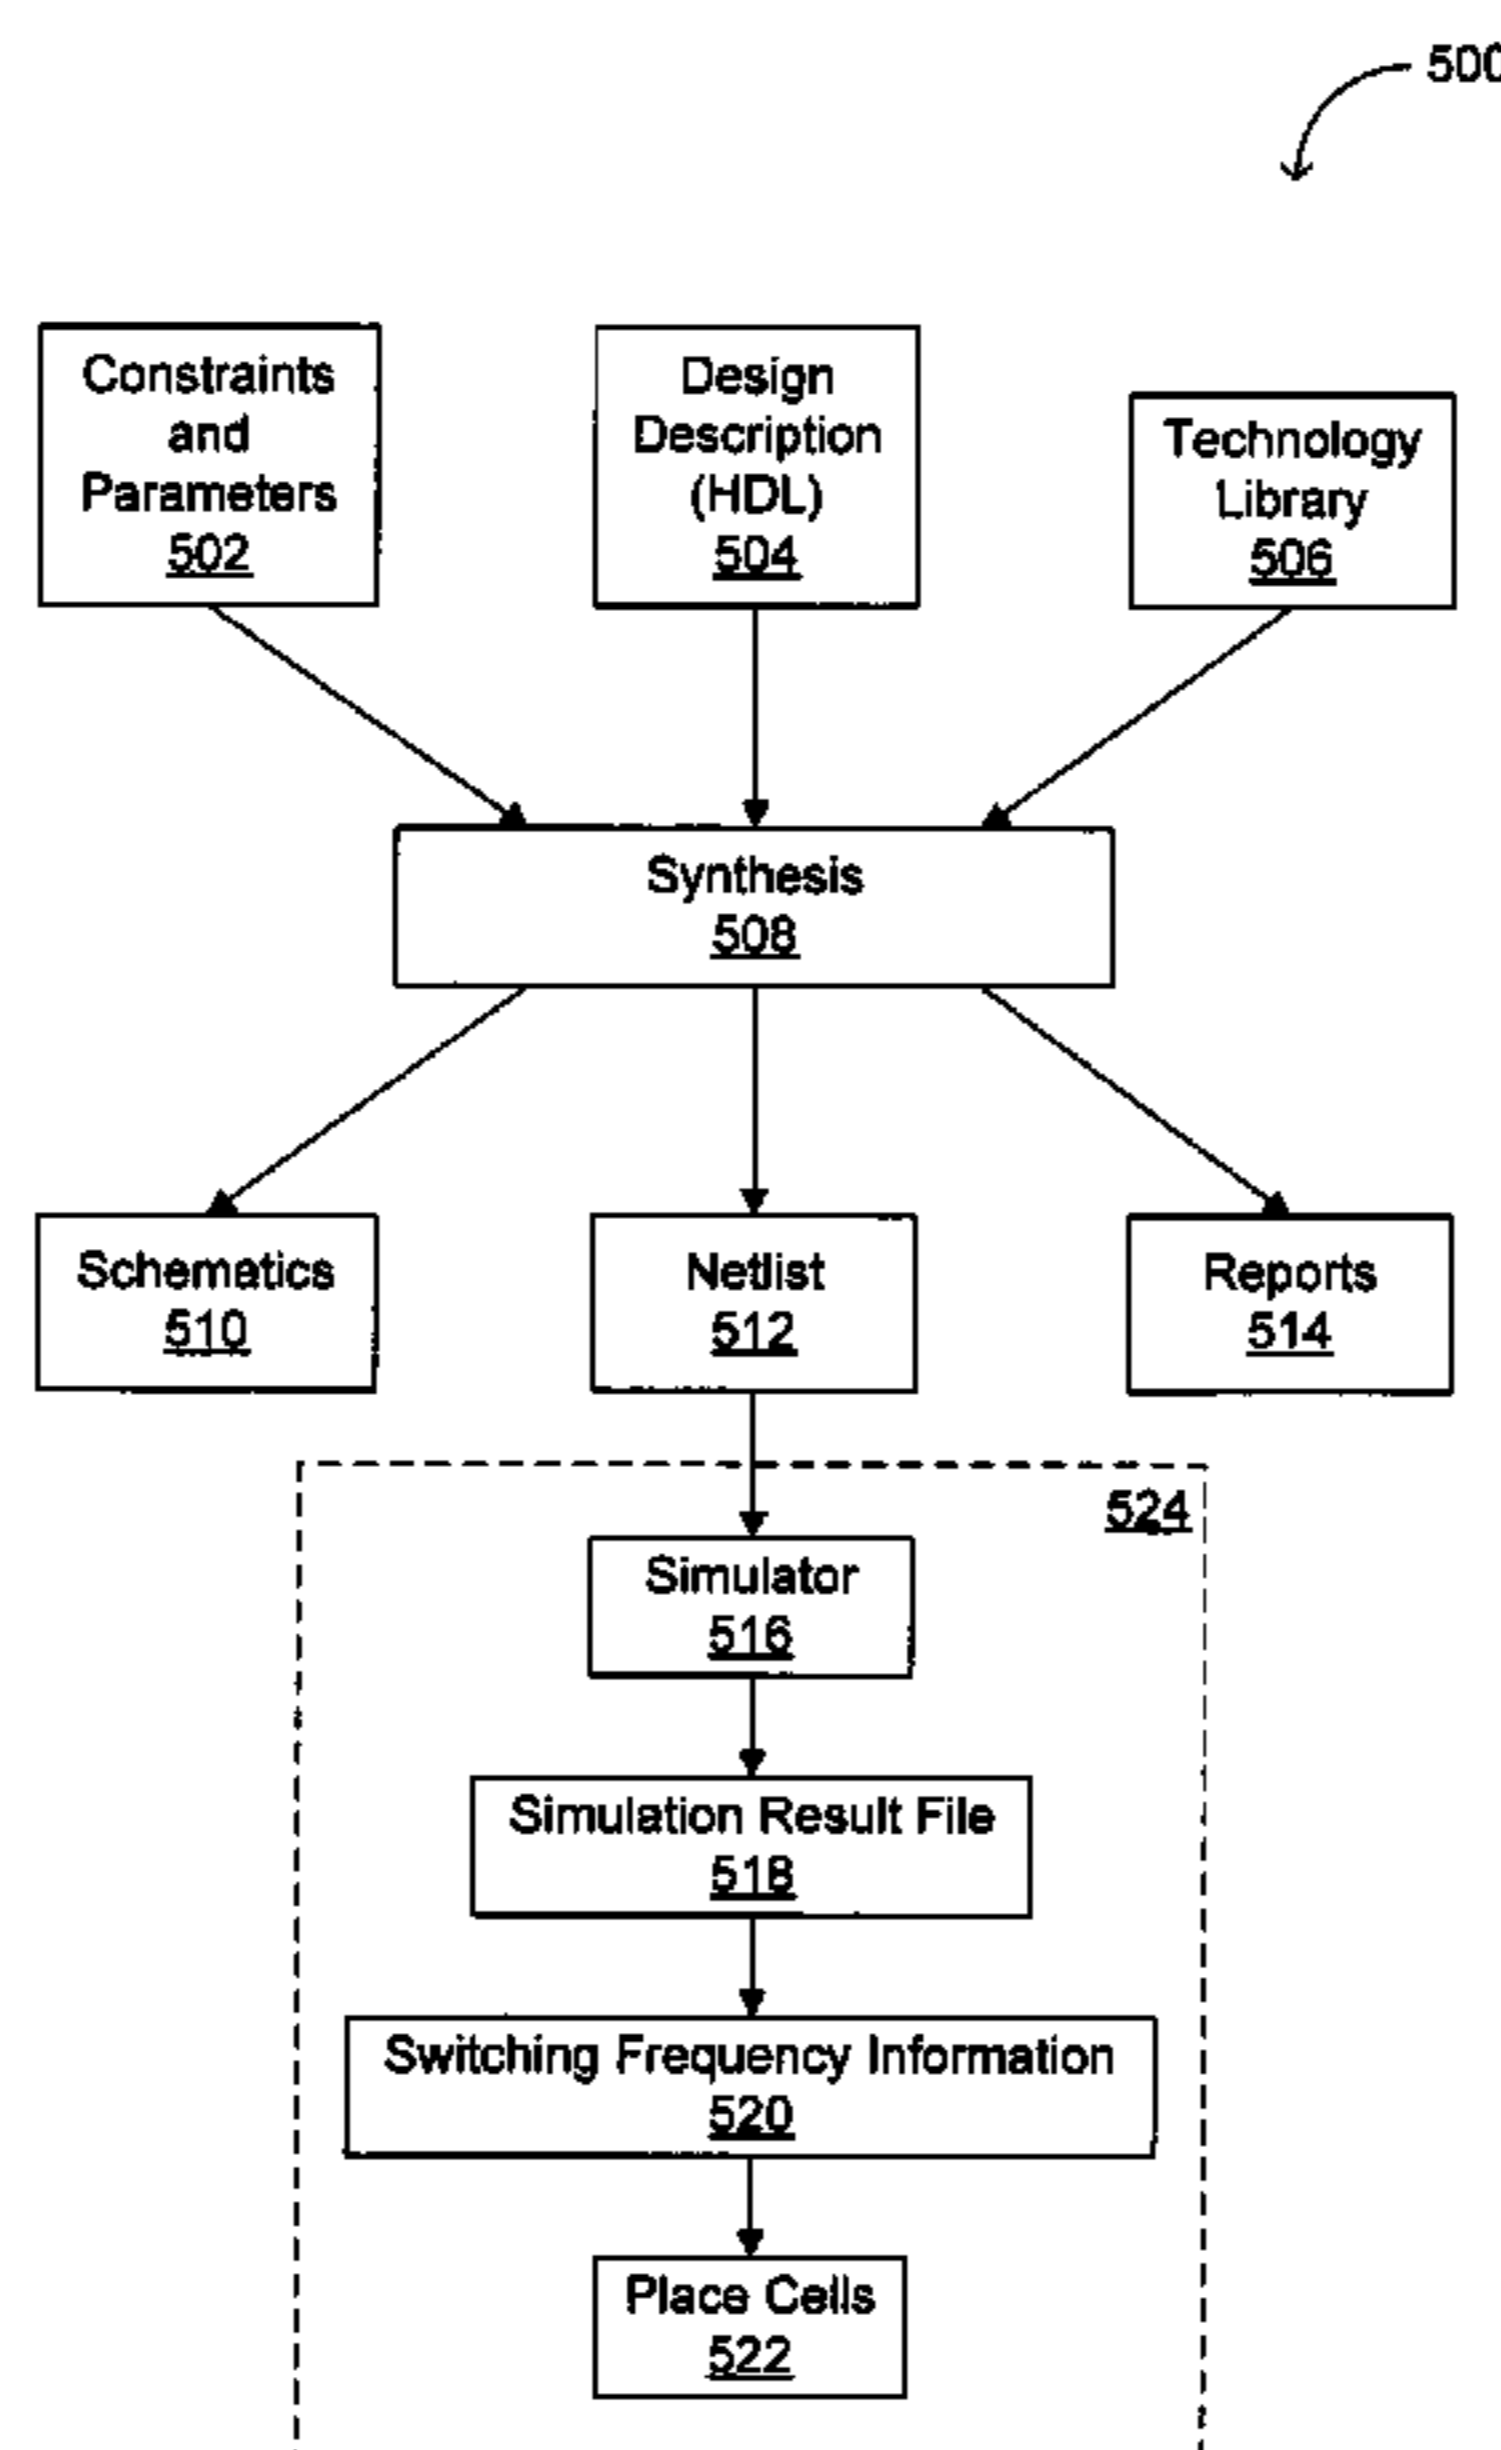 500
Constraints
and
Parameters
502
Design
Description
(HDL)
504
Technology
Library
506
Synthesis
508
Schematics
510
Netlist
512
Reports
514
524
Simulator
516
Simulation Result File
518
Switching Frequency Information
520
Place Cells
522